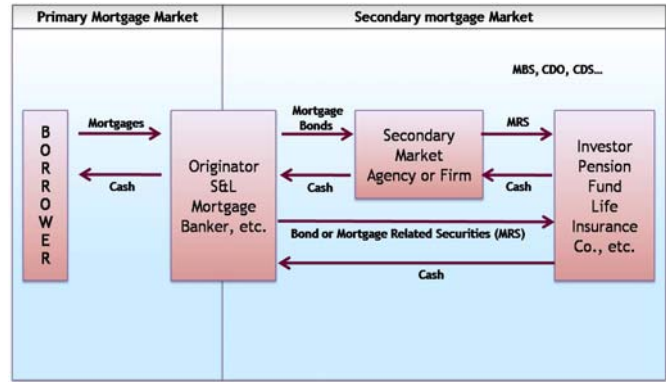 Primary Mortgage Market
Secondary mortgage Market
MBS, CDO, CDS...
B
O
R
R
O
W
E
R
Mortgages
Cash
Originator
S&L
Mortgage
Banker, etc.
Mortgage
Bonds
Cash
Secondary
Market
Agency or Firm
MRS
Cash
Investor
Pension
Fund
Life
Insurance
Co., etc.
Bond or Mortgage Related Securities (MRS)
Cash